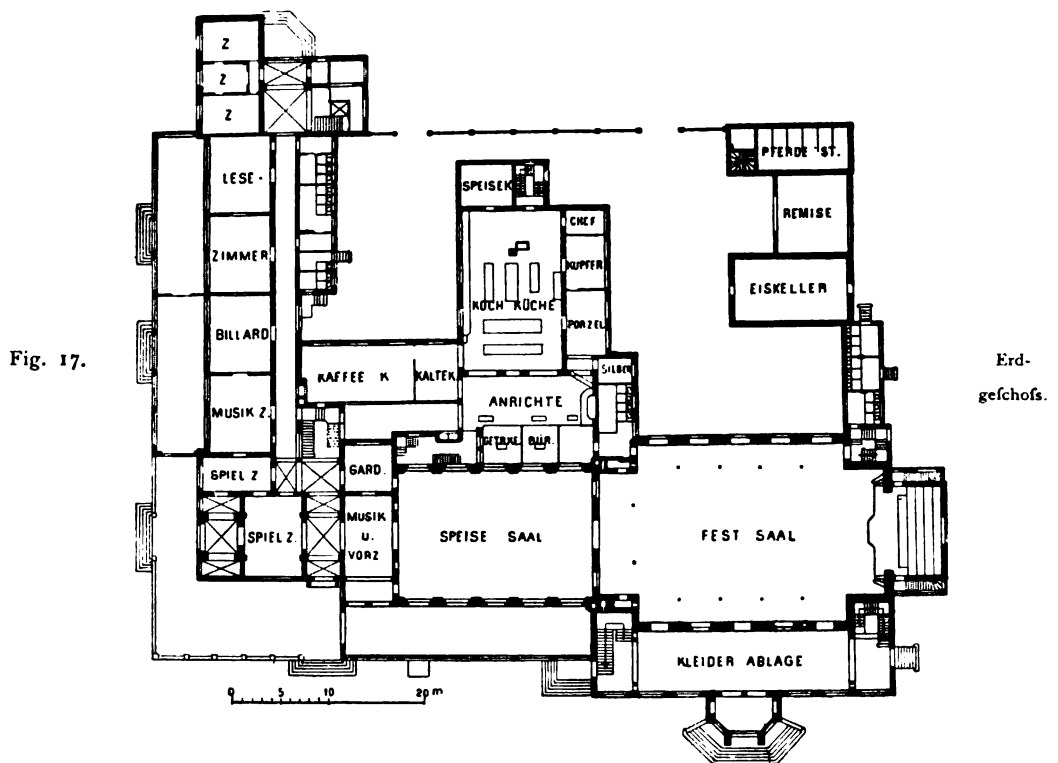 Z
Z
Z
LESE-
ZIMMER
BILLARD
MUSIK Z.
SPIEL Z
SPIEL Z.
SPEISEK
CHEF
KUPFER
KOCH KÜCHE
PORZEL
KAFFEE K
KALTEK
SILBER
ANRICHTE
GETRKE.
BÜR.
GARD.
MUSIK
U.
VORZ
SPEISE SAAL
FEST SAAL
KLEIDER ABLAGE
PFERDE-ST.
REMISE
EISKELLER
Fig. 17.
Erd-
geſchoſs.
0 5 10 20 m